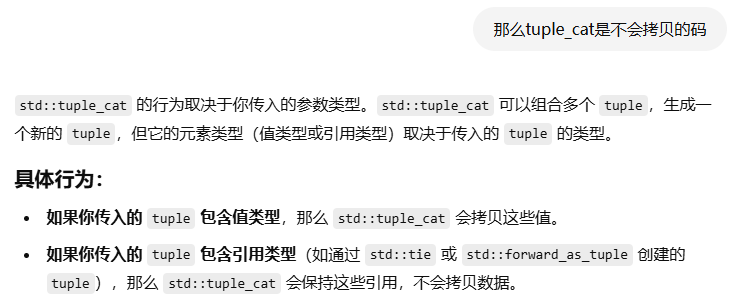 那么tuple_cat是不会拷贝的码
std::tuple_cat 的行为取决于你传入的参数类型。std::tuple_cat 可以组合多个 tuple，生成一
个新的 tuple，但它的元素类型（值类型或引用类型）取决于传入的 tuple 的类型。
具体行为：
• 如果你传入的 tuple 包含值类型，那么 std::tuple_cat 会拷贝这些值。
• 如果你传入的 tuple 包含引用类型（如通过 std::tie 或 std::forward_as_tuple 创建的
tuple），那么 std::tuple_cat 会保持这些引用，不会拷贝数据。